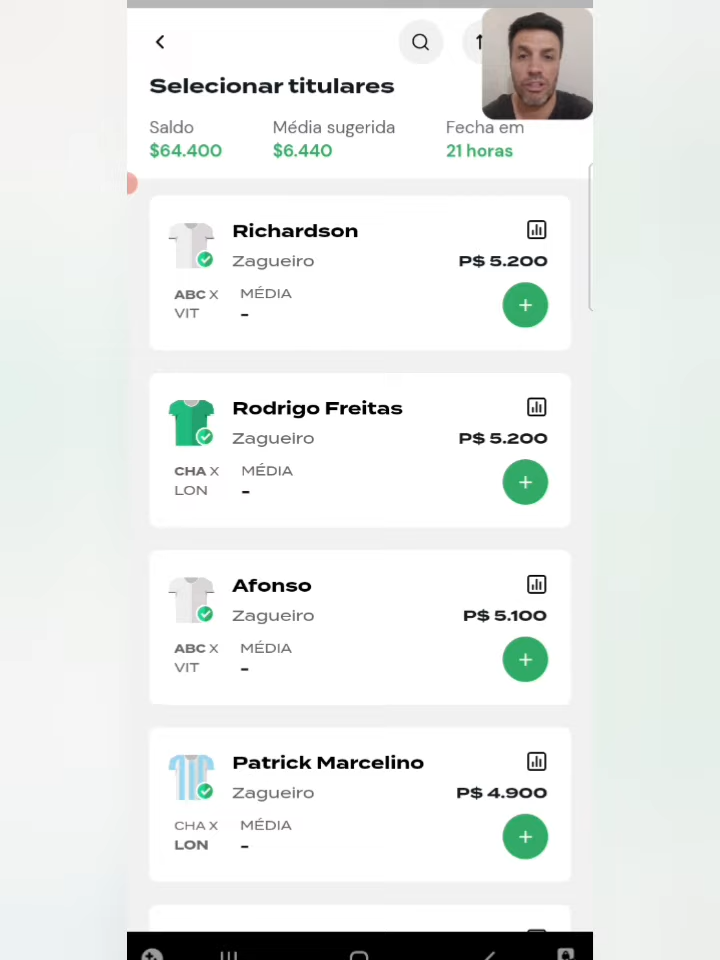 Selecionar titulares
Saldo Média sugerida Fecha em
$64.400 $6.440 21 horas
Richardson
Zagueiro P$ 5.200
ABC X MÉDIA
VIT -
Rodrigo Freitas
Zagueiro P$ 5.200
CHA X MÉDIA
LON -
Afonso
Zagueiro P$ 5.100
ABC X MÉDIA
VIT -
Patrick Marcelino
Zagueiro P$ 4.900
CHA X MÉDIA
LON -